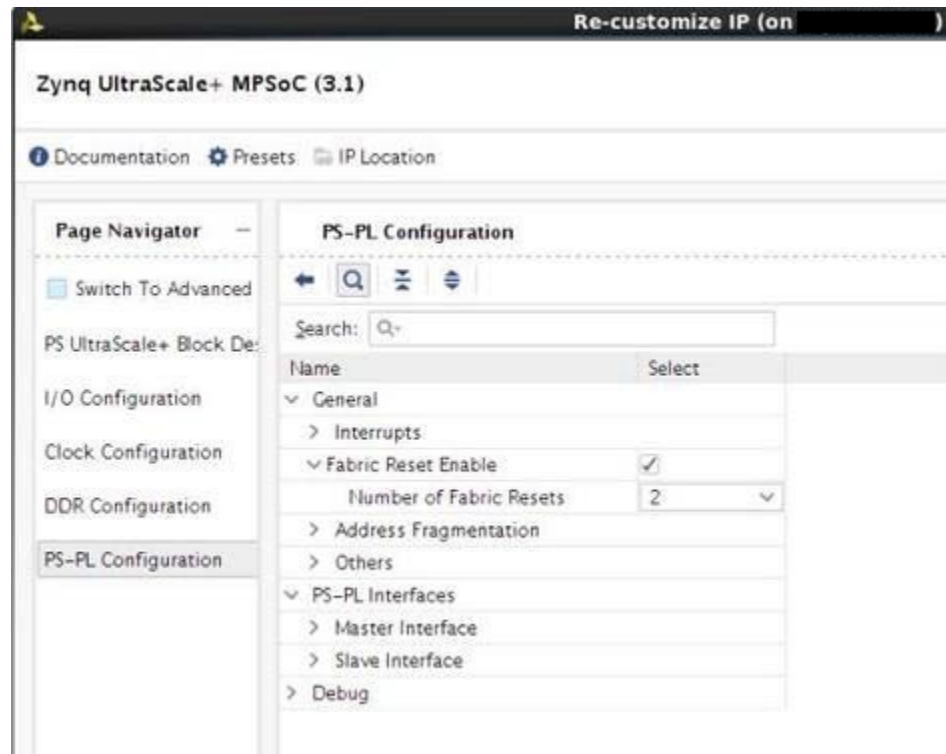 Re-customize IP (on )
Zynq UltraScale+ MPSoC (3.1)
Documentation Presets IP Location
Page Navigator
Switch To Advanced
PS UltraScale+ Block De
I/O Configuration
Clock Configuration
DDR Configuration
PS-PL Configuration
PS-PL Configuration
Search:
Name Select
General
Interrupts
Fabric Reset Enable
Number of Fabric Resets 2
Address Fragmentation
Others
PS-PL Interfaces
Master Interface
Slave Interface
Debug